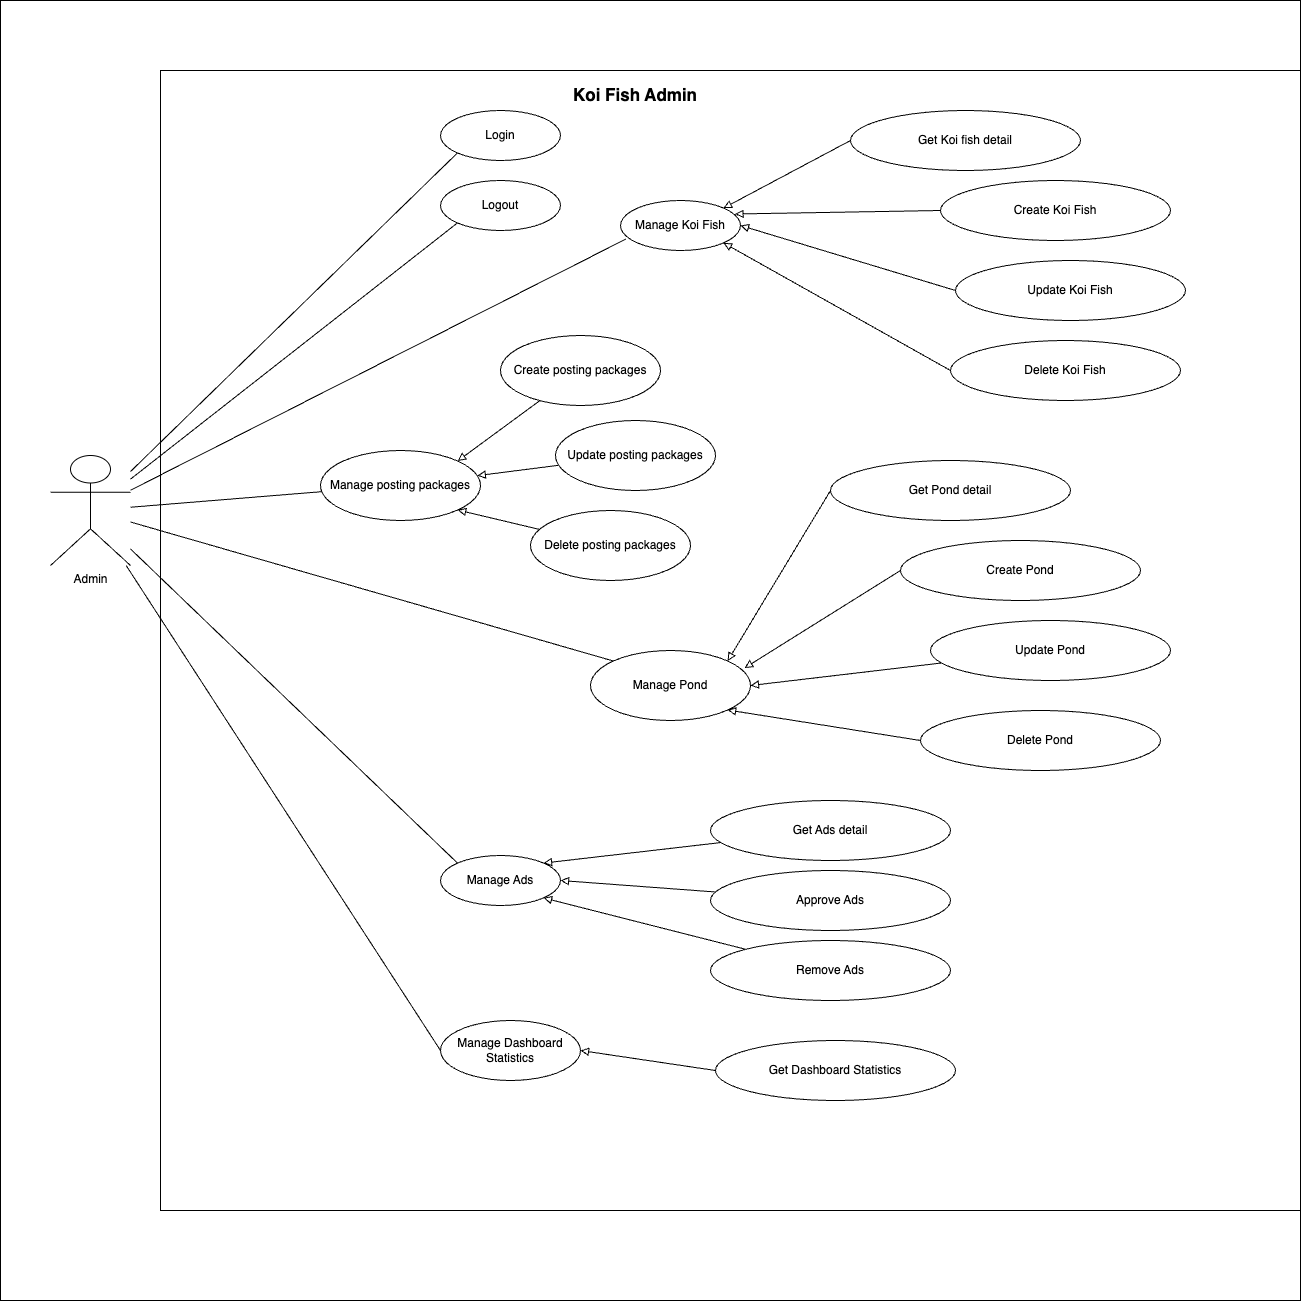 Koi Fish Admin
Login
Logout
Get Koi fish detail
Create Koi Fish
Manage Koi Fish
Update Koi Fish
Delete Koi Fish
Create posting packages
Update posting packages
Manage posting packages
Delete posting packages
Admin
Get Pond detail
Create Pond
Update Pond
Manage Pond
Delete Pond
Get Ads detail
Manage Ads
Approve Ads
Remove Ads
Manage Dashboard
Statistics
Get Dashboard Statistics